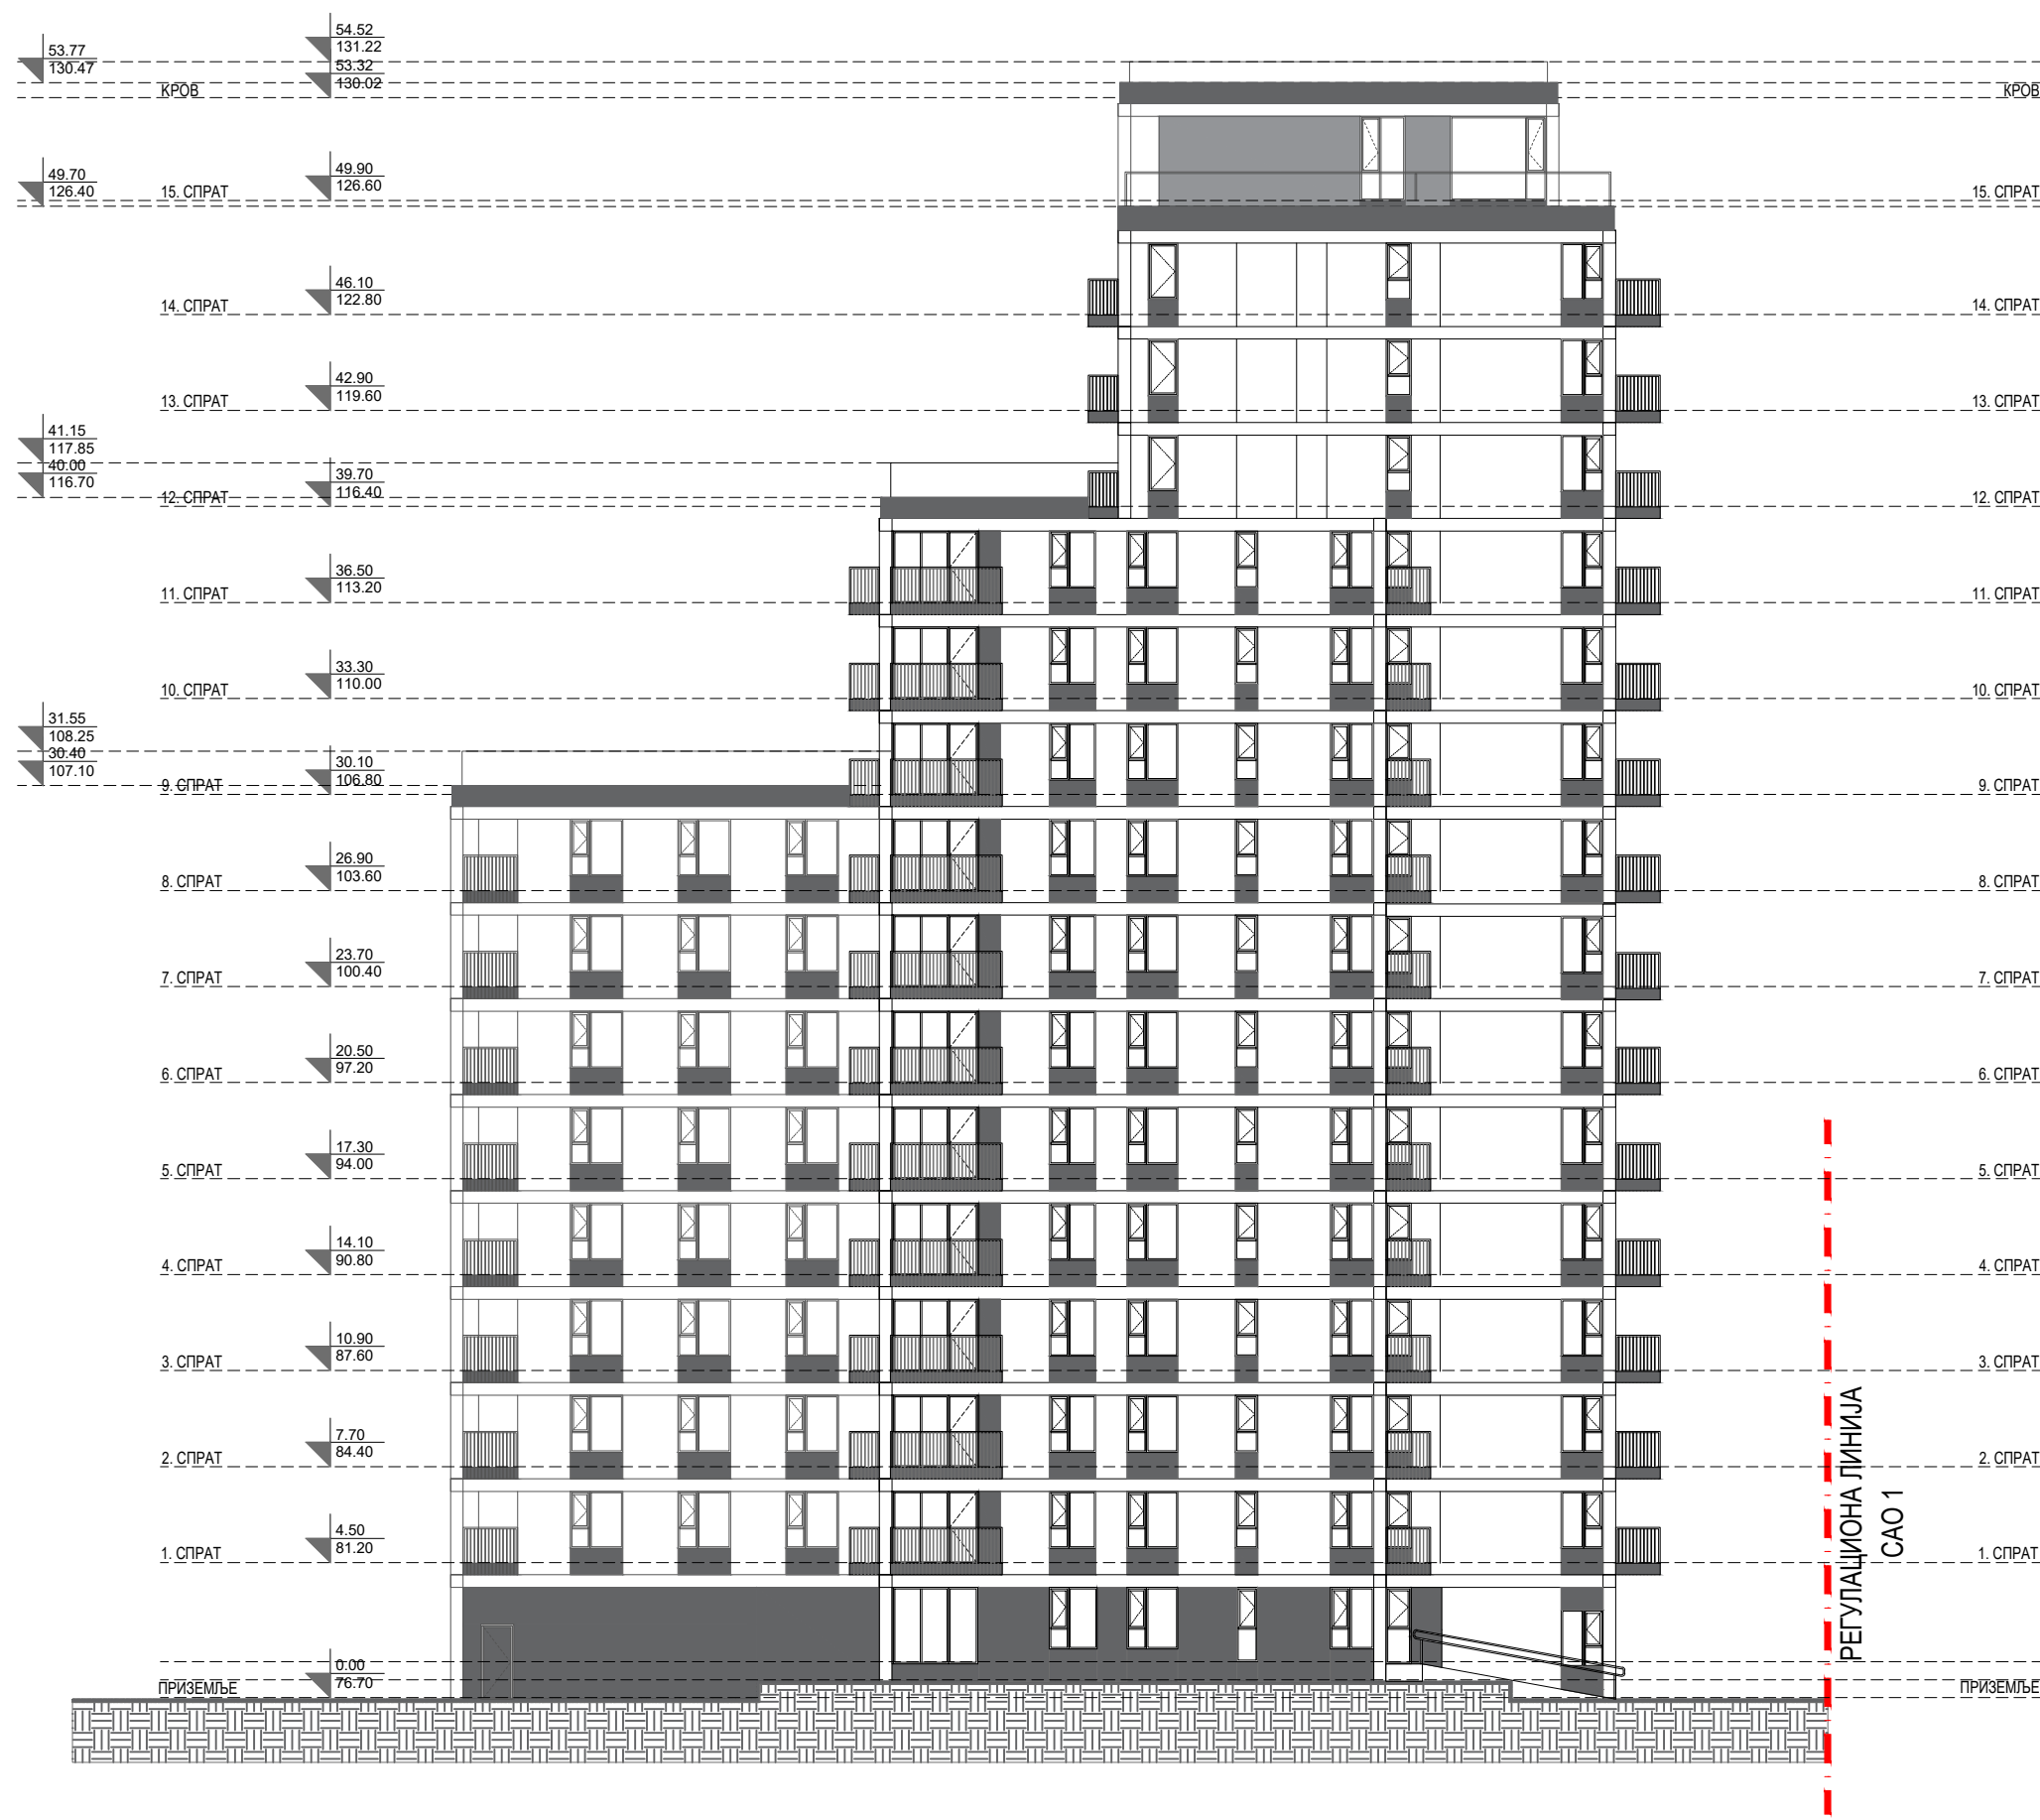 54.52
131.22
53.77
130.47
53.32
130.02
КРОВ
КРОВ
49.70
126.40
15. СПРАТ
49.90
126.60
15. СПРАТ
46.10
122.80
14. СПРАТ
14. СПРАТ
42.90
119.60
13. СПРАТ
13. СПРАТ
41.15
117.85
40.00
116.70
12. СПРАТ
39.70
116.40
12. СПРАТ
36.50
113.20
11. СПРАТ
11. СПРАТ
33.30
110.00
10. СПРАТ
10. СПРАТ
31.55
108.25
30.40
107.10
9. СПРАТ
30.10
106.80
9. СПРАТ
26.90
103.60
8. СПРАТ
8. СПРАТ
23.70
100.40
7. СПРАТ
7. СПРАТ
20.50
97.20
6. СПРАТ
6. СПРАТ
17.30
94.00
5. СПРАТ
5. СПРАТ
14.10
90.80
4. СПРАТ
4. СПРАТ
10.90
87.60
3. СПРАТ
3. СПРАТ
7.70
84.40
2. СПРАТ
2. СПРАТ
4.50
81.20
1. СПРАТ
1. СПРАТ
РЕГУЛАЦИОНА ЛИНИЈА
САО 1
0.00
76.70
ПРИЗЕМЉЕ
ПРИЗЕМЉЕ